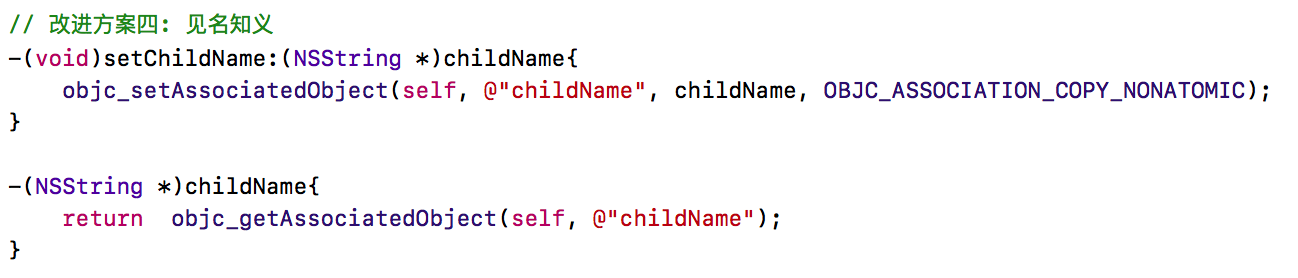 // 改进方案四: 见名知义
-(void)setChildName:(NSString *)childName{
    objc_setAssociatedObject(self, @"childName", childName, OBJC_ASSOCIATION_COPY_NONATOMIC);
}

-(NSString *)childName{
    return  objc_getAssociatedObject(self, @"childName");
}